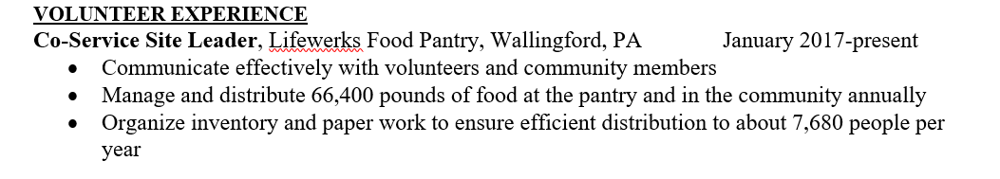 VOLUNTEER EXPERIENCE
Co-Service Site Leader, Lifewerks Food Pantry, Wallingford, PA January 2017-present
• Communicate effectively with volunteers and community members
• Manage and distribute 66,400 pounds of food at the pantry and in the community annually
• Organize inventory and paper work to ensure efficient distribution to about 7,680 people per
year